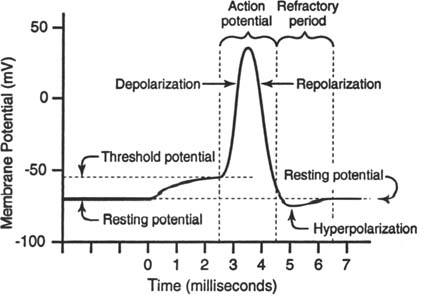 Action
potential
Refractory
period
50
0
-50
-100
Membrane Potential (mV)
Depolarization
Repolarization
Threshold potential
Resting potential
Resting potential
Hyperpolarization
0 1 2 3 4 5 6 7
Time (milliseconds)